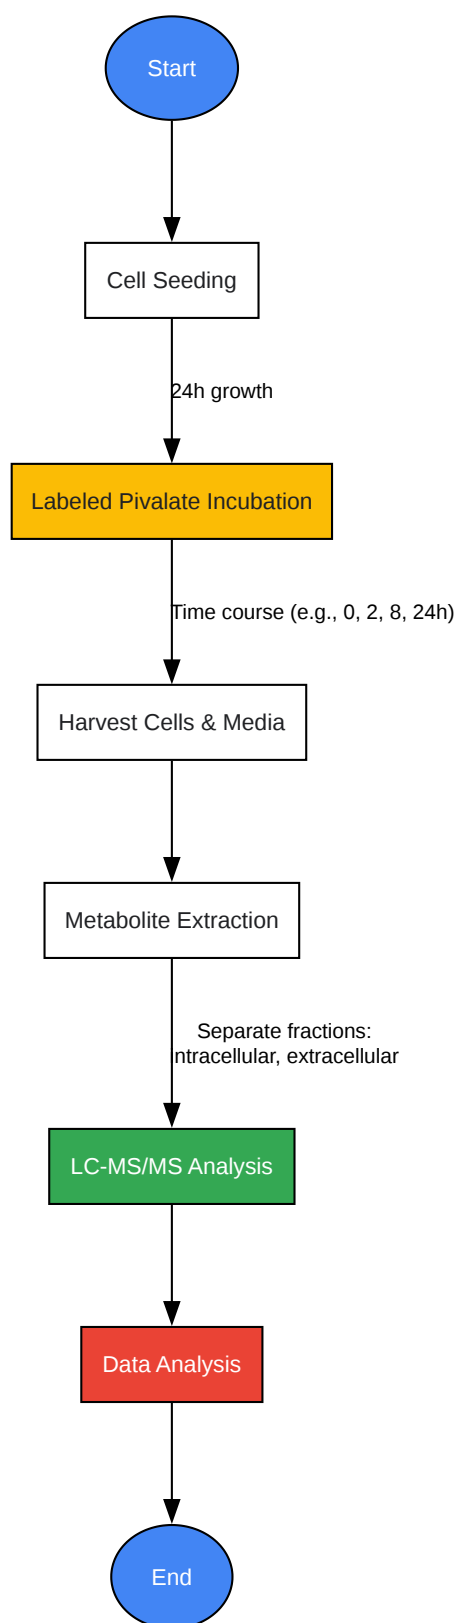 Start
Cell Seeding
24h growth
Labeled Pivalate Incubation
Time course (e.g., 0, 2, 8, 24h)
Harvest Cells & Media
Metabolite Extraction
Separate fractions:
intracellular, extracellular
LC-MS/MS Analysis
Data Analysis
End